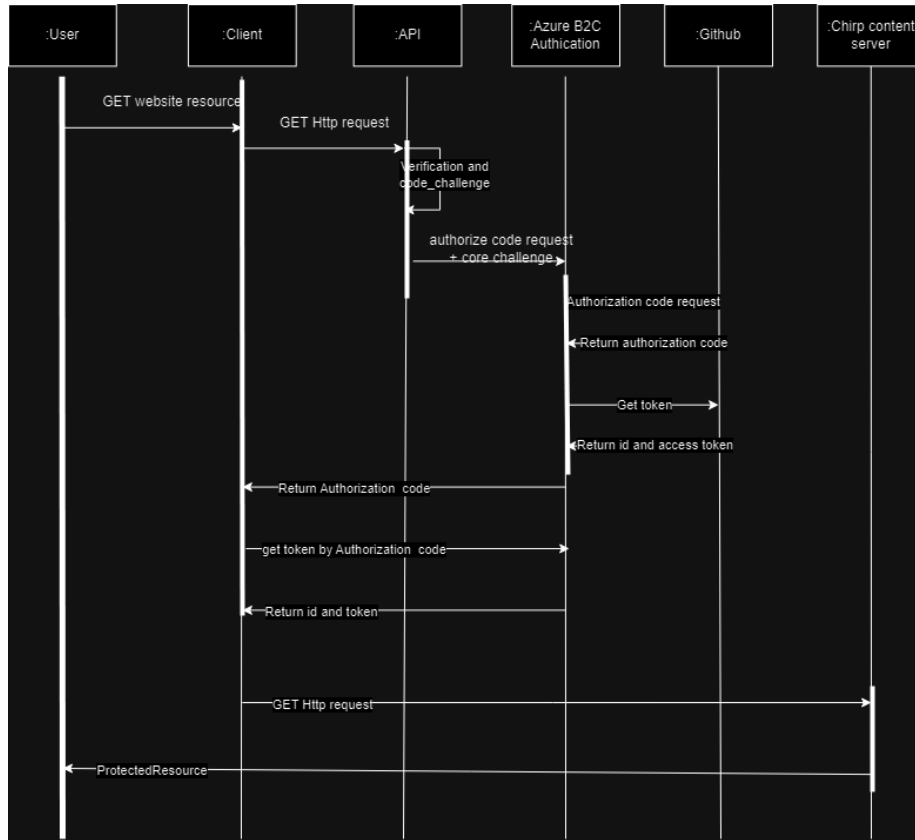 :User
:Client
:API
:Azure B2C
Authication
:Github
:Chirp content
server
GET website resource
GET Http request
Verification and
code_challenge
authorize code request
+ core challenge
Authorization code request
Return authorization code
Get token
Return id and access token
Return Authorization code
get token by Authorization code
Return id and token
GET Http request
ProtectedResource